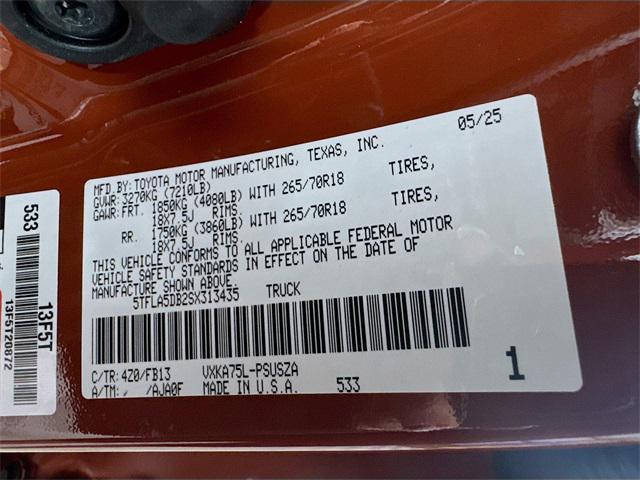 05/25
MFD.BY:TOYOTA MOTOR MANUFACTURING, TEXAS, INC.
GVWR:3270KG (7210LB)
GAWR:FRT. 1850KG (4080LB) WITH 265/70R18 TIRES,
18X7.5J RIMS,
RR. 1750KG (3860LB) WITH 265/70R18 TIRES,
18X7.5J RIMS.
THIS VEHICLE CONFORMS TO ALL APPLICABLE FEDERAL MOTOR
VEHICLE SAFETY STANDARDS IN EFFECT ON THE DATE OF
MANUFACTURE SHOWN ABOVE.
5TFLA5DB2SX313435 TRUCK
C/TR:4Z0/FB13 VXKA75L-PSUSZA
A/TM: /AJA0F MADE IN U.S.A. 533
1
533
13F5T
13F5T20872